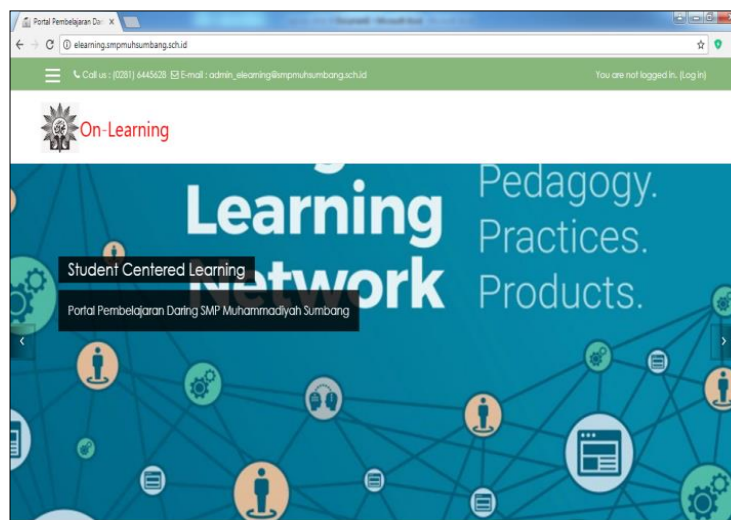 Portal Pembelajaran Da
elearning.smpmuhsumbang.sch.id
Call us : (0281) 6445628 E-mail : admin_elearning@smpmuhsumbang.sch.id
You are not logged in. (Log in)
On-Learning
Learning
Network
Pedagogy.
Practices.
Products.
Student Centered Learning
Portal Pembelajaran Daring SMP Muhammadiyah Sumbang